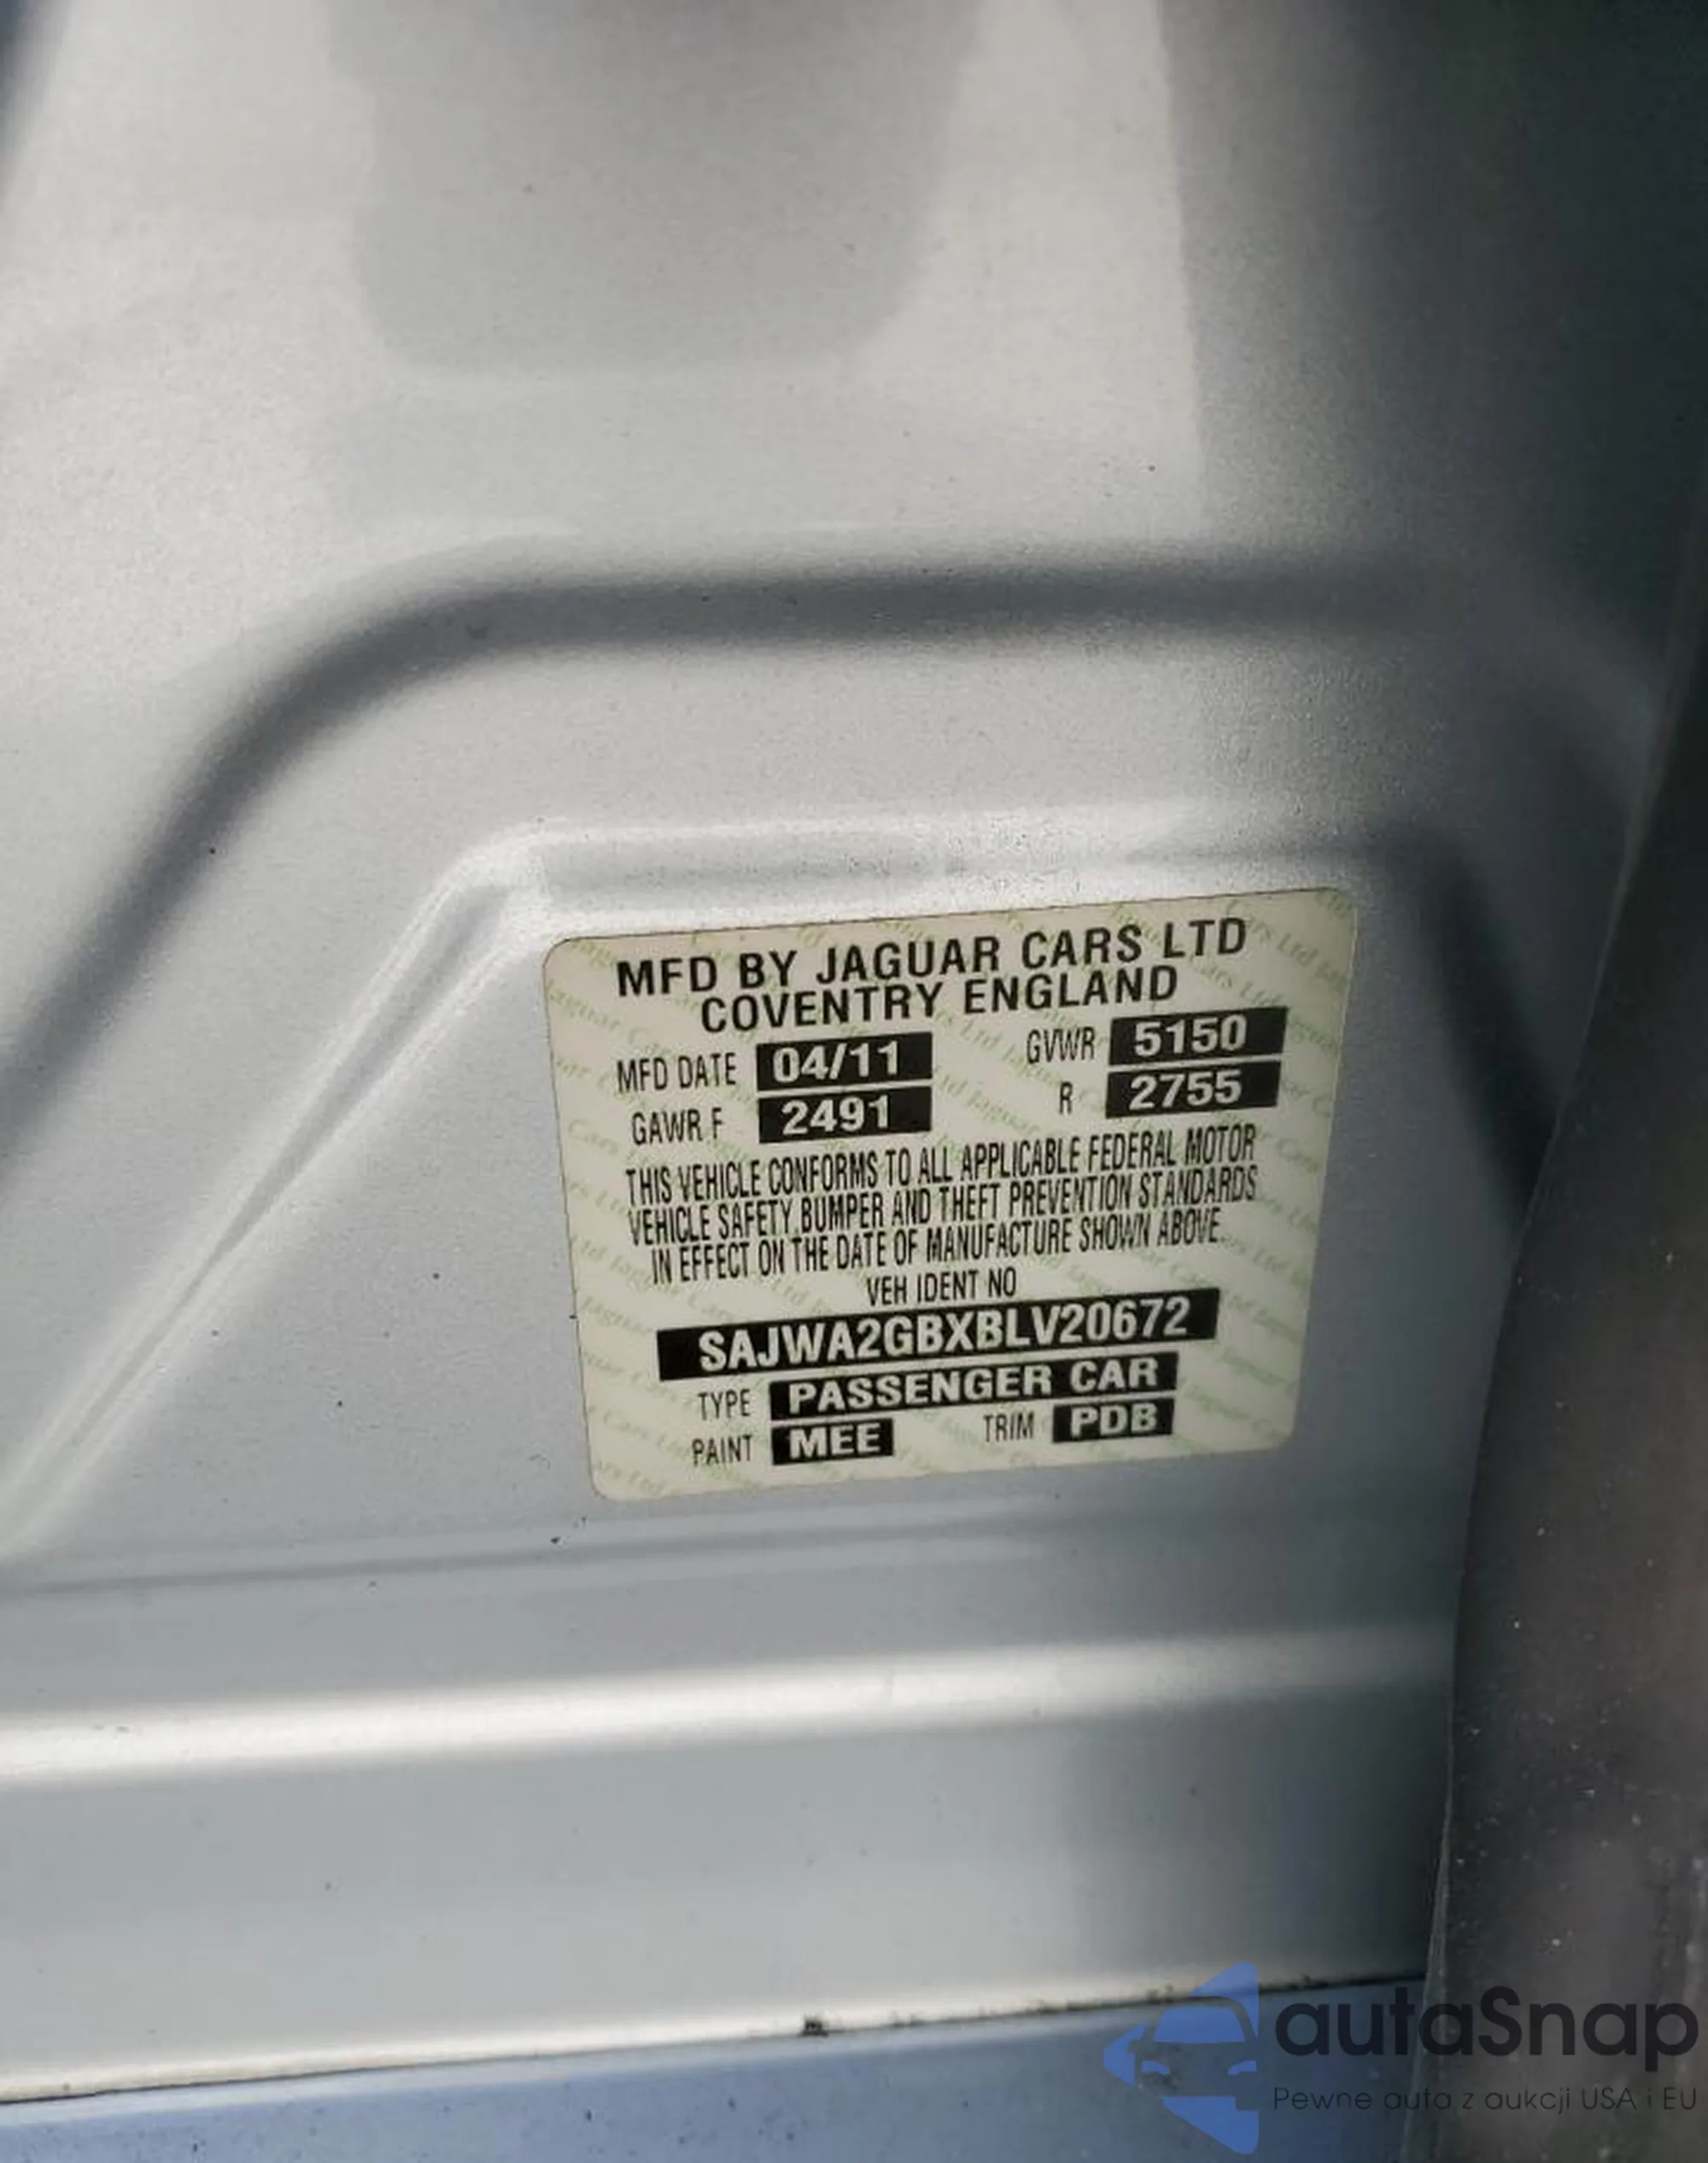 MFD BY JAGUAR CARS LTD
COVENTRY ENGLAND
MFD DATE 04/11 GVWR 5150
GAWR F 2491 R 2755
THIS VEHICLE CONFORMS TO ALL APPLICABLE FEDERAL MOTOR
VEHICLE SAFETY, BUMPER AND THEFT PREVENTION STANDARDS
IN EFFECT ON THE DATE OF MANUFACTURE SHOWN ABOVE.
VEH IDENT NO
SAJWA2GBXBLV20672
TYPE PASSENGER CAR
PAINT MEE TRIM PDB
autaSnap
Pewne auta z aukcji USA i EU